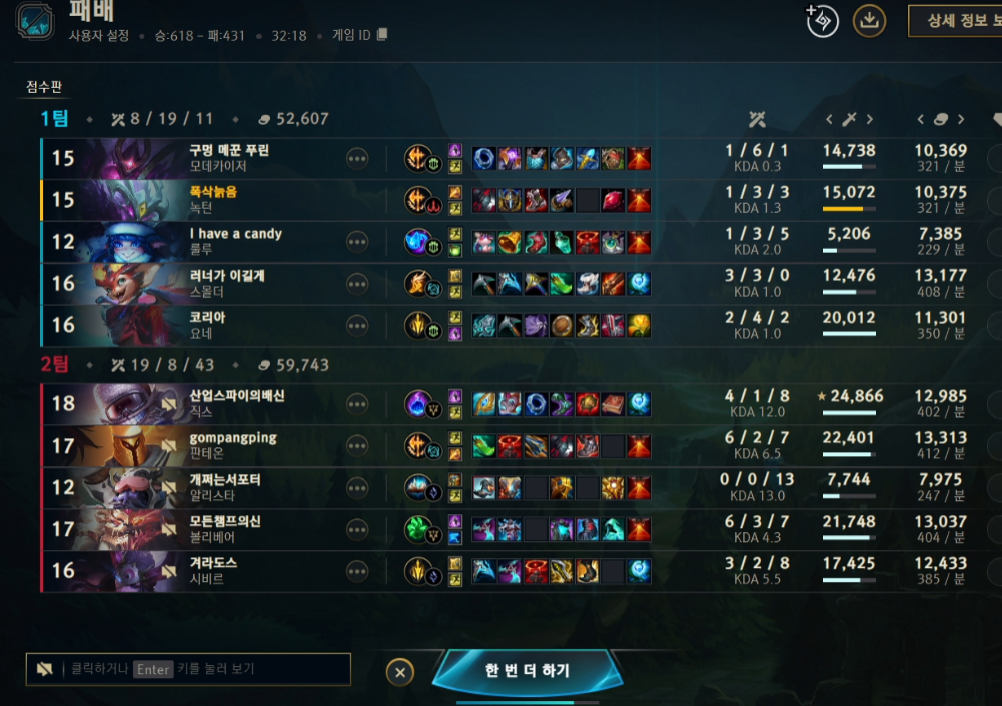 패배
사용자 설정 • 승:618 – 패:431 • 32:18 • 게임 ID
상세 정보 보
점수판
1팀 8 / 19 / 11 52,607
15 구멍 메꾼 푸린 1 / 6 / 1 14,738 10,369
모데카이저 KDA 0.3 321 / 분
15 폭삭늙음 1 / 3 / 3 15,072 10,375
녹턴 KDA 1.3 321 / 분
12 I have a candy 1 / 3 / 5 5,206 7,385
룰루 KDA 2.0 229 / 분
16 러너가 이길게 3 / 3 / 0 12,476 13,177
스몰더 KDA 1.0 408 / 분
16 코리아 2 / 4 / 2 20,012 11,301
요네 KDA 1.0 350 / 분
2팀 19 / 8 / 43 59,743
18 산업스파이의배신 4 / 1 / 8 24,866 12,985
직스 KDA 12.0 402 / 분
17 gompangping 6 / 2 / 7 22,401 13,313
판테온 KDA 6.5 412 / 분
12 개쩌는서포터 0 / 0 / 13 7,744 7,975
알리스타 KDA 13.0 247 / 분
17 모든챔프의신 6 / 3 / 7 21,748 13,037
볼리베어 KDA 4.3 404 / 분
16 겨라도스 3 / 2 / 8 17,425 12,433
시비르 KDA 5.5 385 / 분
클릭하거나 Enter 키를 눌러 보기
한 번 더 하기